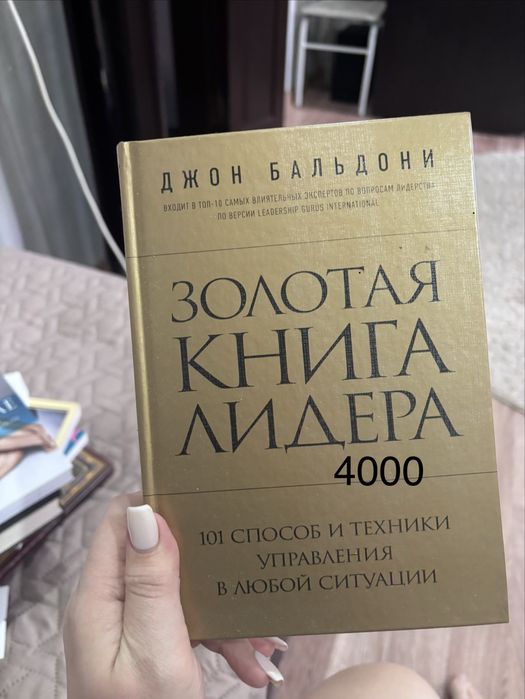 ДЖОН БАЛЬДОНИ
ВХОДИТ В ТОП-10 САМЫХ ВЛИЯТЕЛЬНЫХ ЭКСПЕРТОВ ПО ВОПРОСАМ ЛИДЕРСТВА
ПО ВЕРСИИ LEADERSHIP GURUS INTERNATIONAL
ЗОЛОТАЯ
КНИГА
ЛИДЕРА
4000
101 СПОСОБ И ТЕХНИКИ
УПРАВЛЕНИЯ
В ЛЮБОЙ СИТУАЦИИ